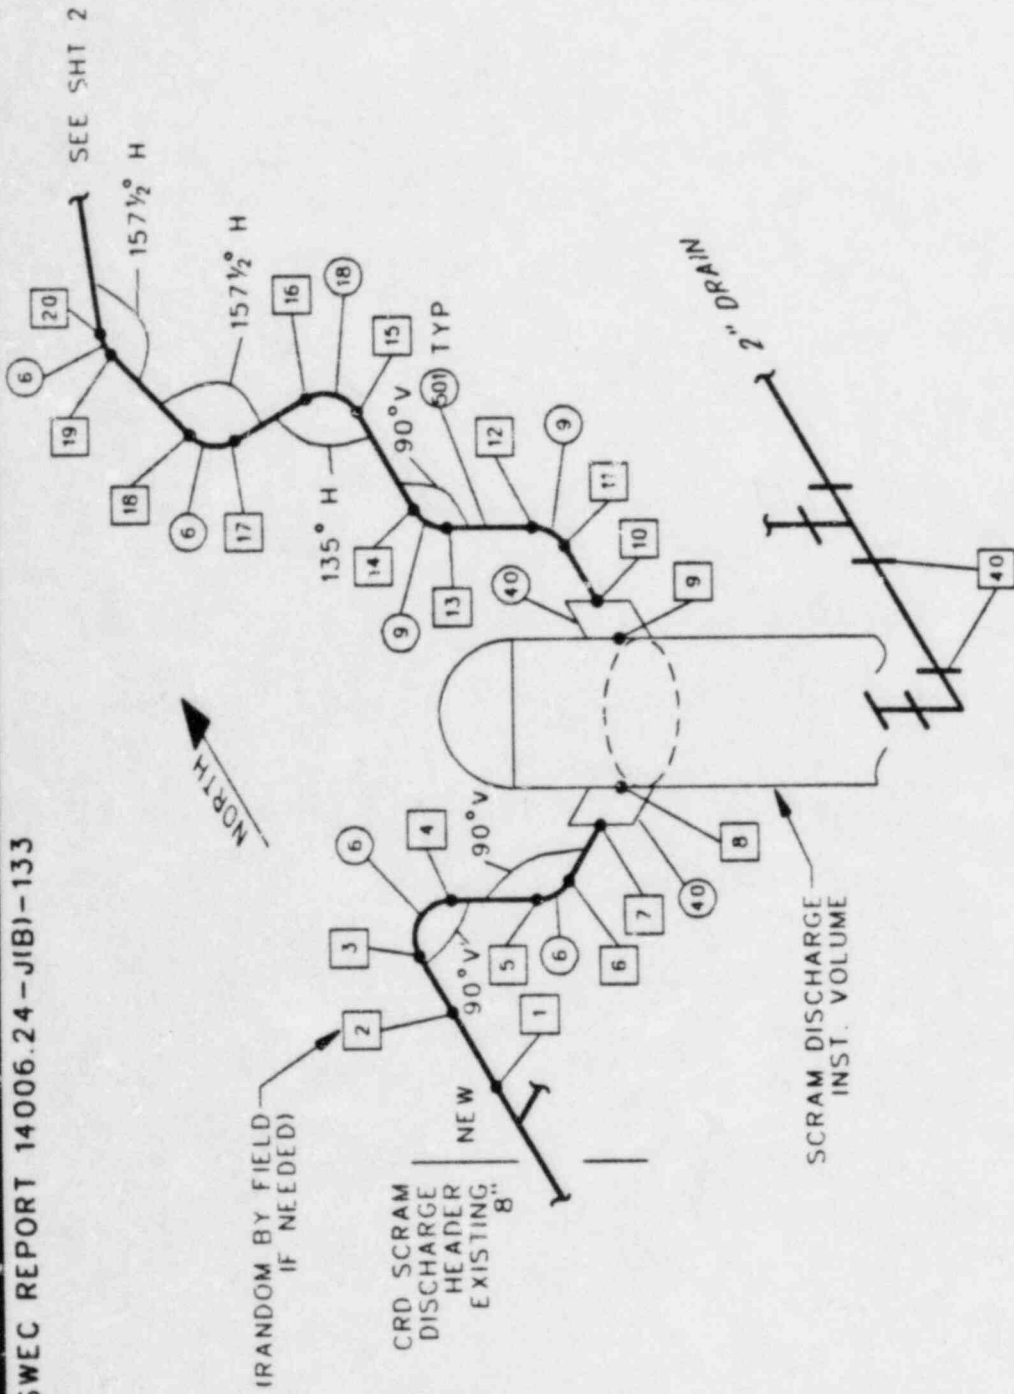 SWEC REPORT 14006.24-J(B)-133
SEE SHT 2
157½° H
157½° H
20
6
19
18
6
17
16
18
15
135° H
90°V
501 TYP
14
9
13
12
9
11
10
40
9
2" DRAIN
40
NORTH
(RANDOM BY FIELD
IF NEEDED)
2
3
6
4
90°V
90°V
5
6
6
7
40
8
1
NEW
CRD SCRAM
DISCHARGE
HEADER
EXISTING
8"
SCRAM DISCHARGE
INST. VOLUME